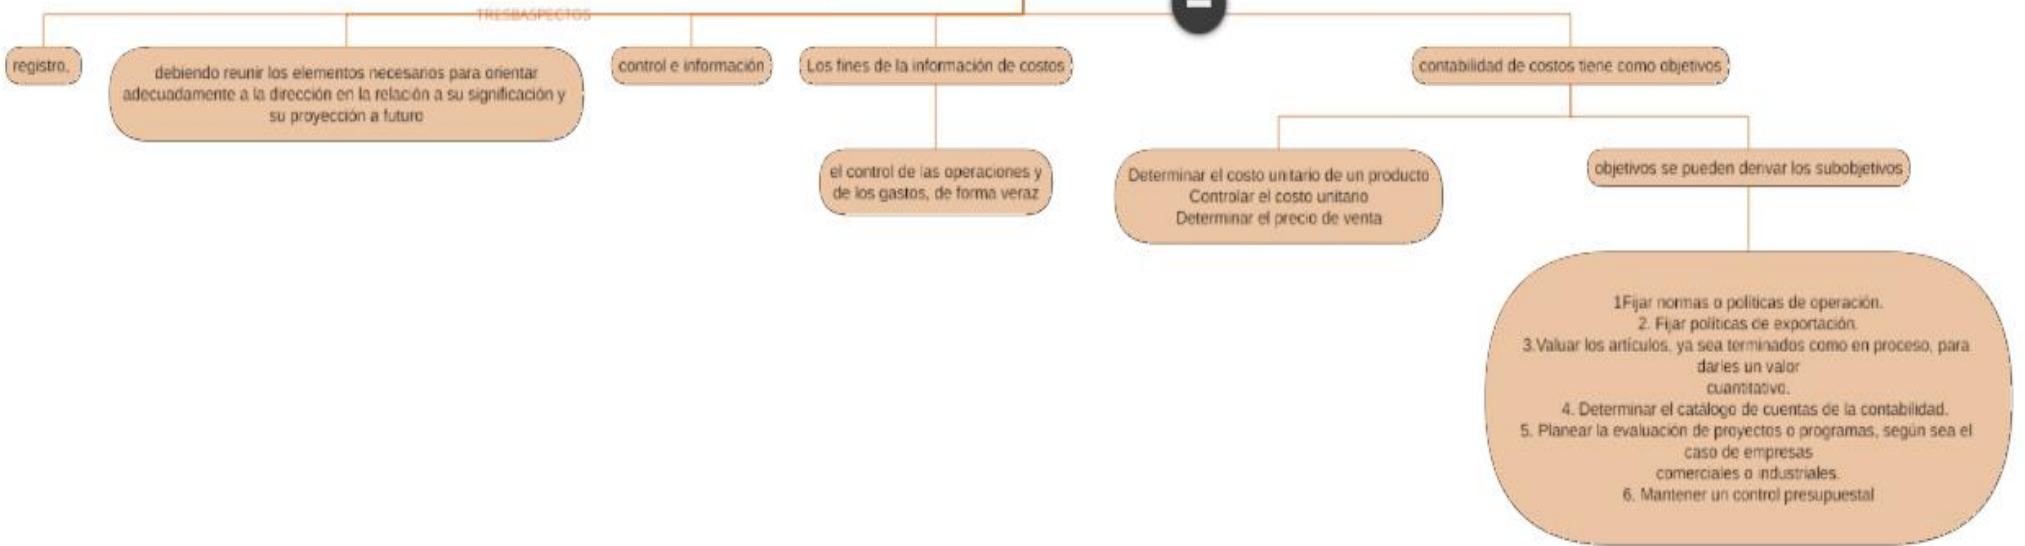 TRESBASPECTOS
registro,
debiendo reunir los elementos necesarios para orientar
adecuadamente a la dirección en la relación a su significación y
su proyección a futuro
control e información
Los fines de la información de costos
el control de las operaciones y
de los gastos, de forma veraz
contabilidad de costos tiene como objetivos
Determinar el costo unitario de un producto
Controlar el costo unitario
Determinar el precio de venta
objetivos se pueden derivar los subobjetivos
1Fijar normas o políticas de operación.
2. Fijar políticas de exportación.
3.Valuar los artículos, ya sea terminados como en proceso, para
darles un valor
cuantitativo.
4. Determinar el catálogo de cuentas de la contabilidad.
5. Planear la evaluación de proyectos o programas, según sea el
caso de empresas
comerciales o industriales.
6. Mantener un control presupuestal